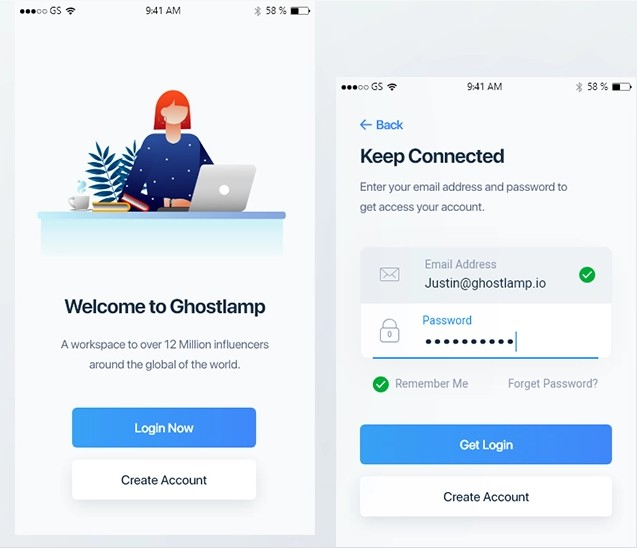 GS 9:41 AM 58 %
Welcome to Ghostlamp
A workspace to over 12 Million influencers
around the global of the world.
Login Now
Create Account
GS 9:41 AM 58 %
Back
Keep Connected
Enter your email address and password to
get access your account.
Email Address
Justin@ghostlamp.io
Password
Remember Me Forget Password?
Get Login
Create Account